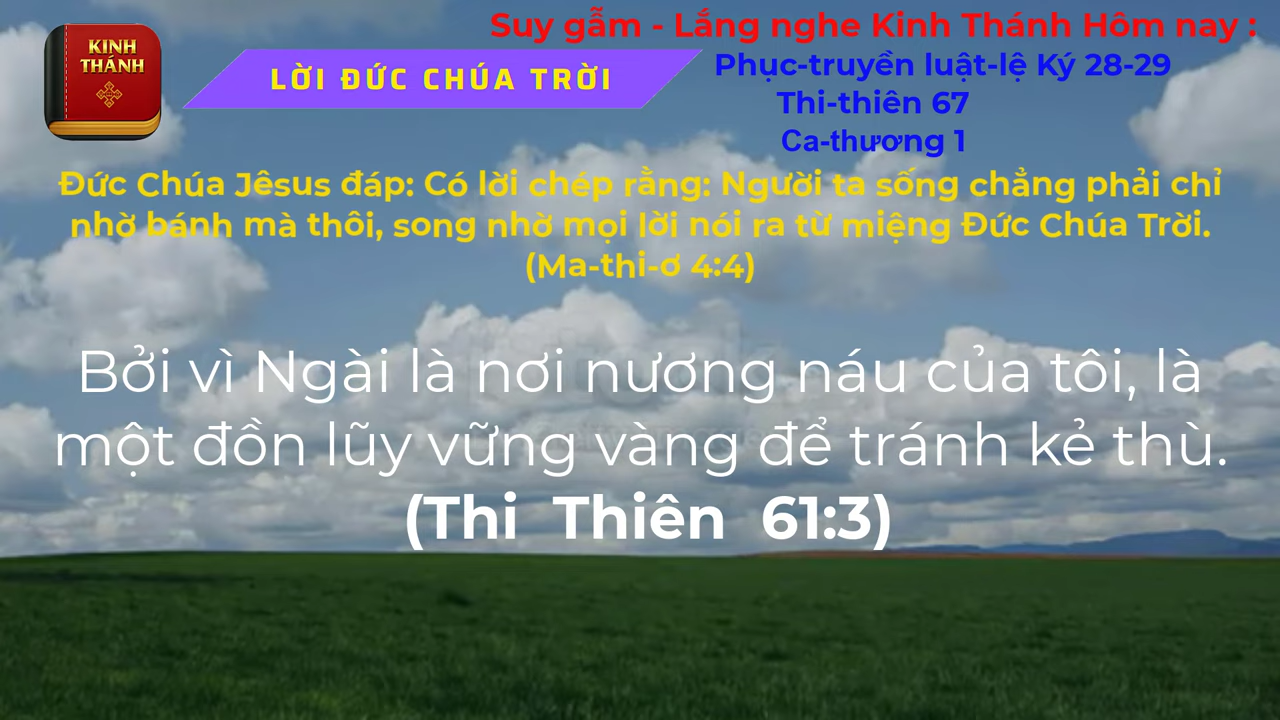 Suy gẫm - Lắng nghe Kinh Thánh Hôm nay :
KINH
THÁNH
LỜI ĐỨC CHÚA TRỜI
Phục-truyền luật-lệ Ký 28-29
Thi-thiên 67
Ca-thương 1
Đức Chúa Jêsus đáp: Có lời chép rằng: Người ta sống chẳng phải chỉ
nhờ bánh mà thôi, song nhờ mọi lời nói ra từ miệng Đức Chúa Trời.
(Ma-thi-ơ 4:4)
Bởi vì Ngài là nơi nương náu của tôi, là
một đồn lũy vững vàng để tránh kẻ thù.
(Thi Thiên 61:3)